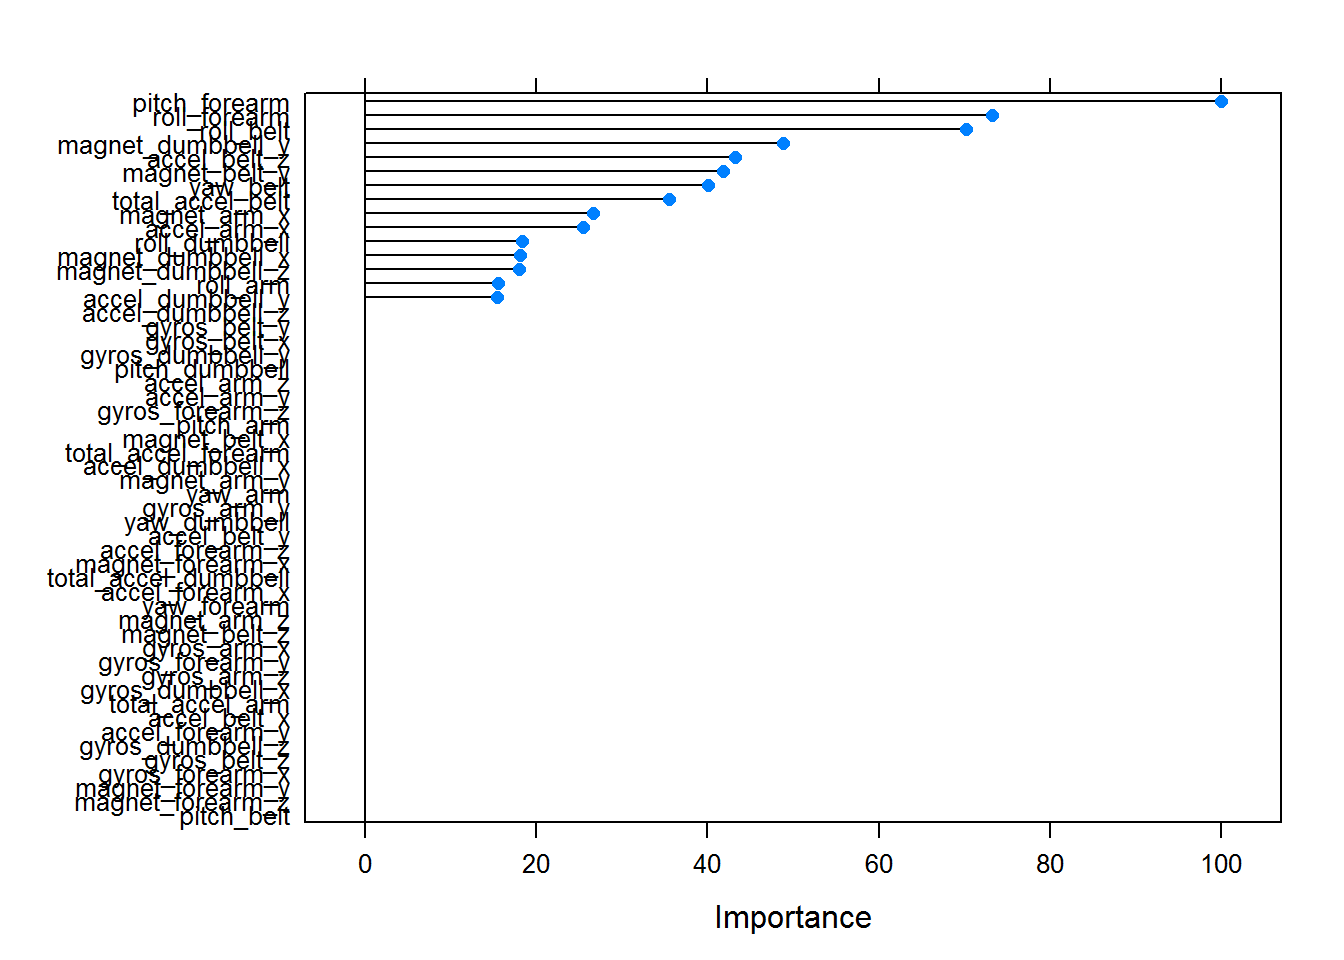 pitch_forearm
roll_forearm
roll_belt
magnet_dumbbell_y
accel_belt_z
magnet_belt_y
yaw_belt
total_accel_belt
magnet_arm_x
accel_arm_x
roll_dumbbell
magnet_dumbbell_x
magnet_dumbbell_z
roll_arm
accel_dumbbell_y
accel_dumbbell_z
gyros_belt_y
gyros_belt_x
gyros_dumbbell_y
pitch_dumbbell
accel_arm_z
accel_arm_y
gyros_forearm_z
pitch_arm
magnet_belt_x
total_accel_forearm
accel_dumbbell_x
magnet_arm_y
yaw_arm
gyros_arm_y
yaw_dumbbell
accel_belt_y
accel_forearm_z
magnet_forearm_x
total_accel_dumbbell
accel_forearm_x
yaw_forearm
magnet_arm_z
magnet_belt_z
gyros_arm_x
gyros_forearm_y
gyros_arm_z
gyros_dumbbell_x
total_accel_arm
accel_belt_x
accel_forearm_y
gyros_dumbbell_z
gyros_belt_z
gyros_forearm_x
magnet_forearm_y
magnet_forearm_z
pitch_belt
0 20 40 60 80 100
Importance